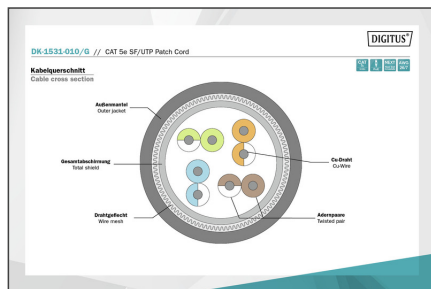 DIGITUS®
DK-1531-010/G // CAT 5e SF/UTP Patch Cord
Kabelquerschnitt
Cable cross section
Außenmantel
Outer jacket
Gesamtabschirmung
Total shield
Drahtgeflecht
Wire mesh
Cu-Draht
Cu-Wire
Adernpaare
Twisted pair